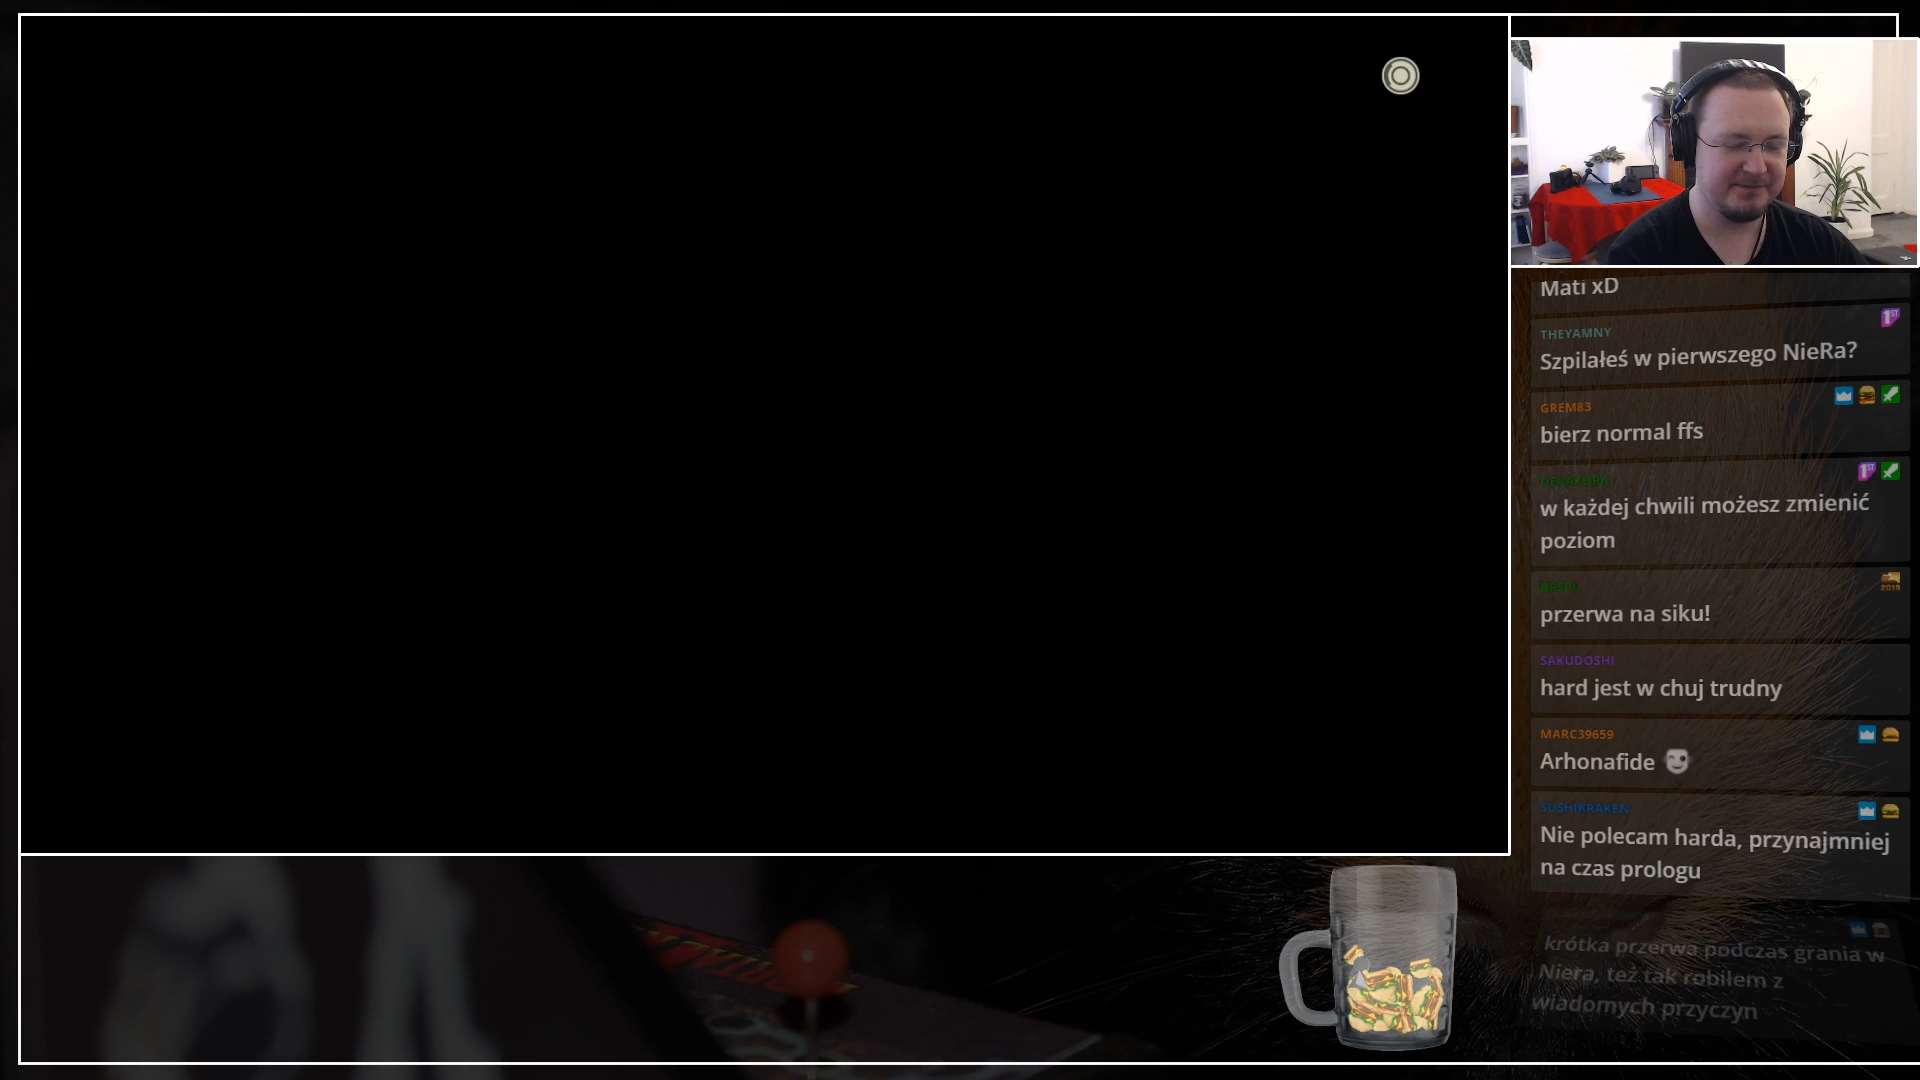 Mati xD
THEYAMNY
Szpilałeś w pierwszego NieRa?
GREM83
bierz normal ffs
w każdej chwili możesz zmienić
poziom
przerwa na siku!
SAKUDOSHI
hard jest w chuj trudny
MARC39659
Arhonafide
SUSHIKRAKEN
Nie polecam harda, przynajmniej
na czas prologu
krótka przerwa podczas grania w
Niera, też tak robiłem z
wiadomych przyczyn